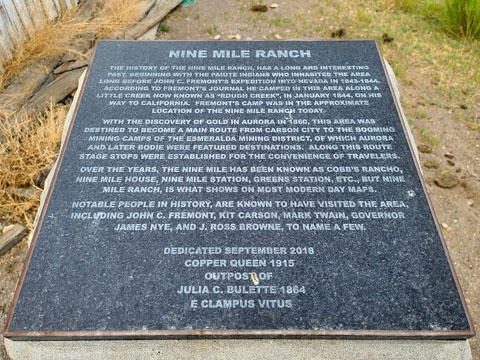 NINE MILE RANCH
THE HISTORY OF THE NINE MILE RANCH, HAS A LONG AND INTERESTING
PAST, BEGINNING WITH THE PAIUTE INDIANS WHO INHABITED THE AREA
LONG BEFORE JOHN C. FREMONT'S EXPEDITION INTO NEVADA IN 1843-1844.
ACCORDING TO FREMONT'S JOURNAL HE CAMPED IN THIS AREA ALONG A
LITTLE CREEK NOW KNOWN AS "ROUGH CREEK", IN JANUARY 1844, ON HIS
WAY TO CALIFORNIA. FREMONT'S CAMP WAS IN THE APPROXIMATE
LOCATION OF THE NINE MILE RANCH TODAY.
WITH THE DISCOVERY OF GOLD IN AURORA IN 1860, THIS AREA WAS
DESTINED TO BECOME A MAIN ROUTE FROM CARSON CITY TO THE BOOMING
MINING CAMPS OF THE ESMERALDA MINING DISTRICT, OF WHICH AURORA
AND LATER BODIE WERE FEATURED DESTINATIONS. ALONG THIS ROUTE
STAGE STOPS WERE ESTABLISHED FOR THE CONVENIENCE OF TRAVELERS.
OVER THE YEARS, THE NINE MILE HAS BEEN KNOWN AS COBB'S RANCHO,
NINE MILE HOUSE, NINE MILE STATION, GREENS STATION, ETC., BUT NINE
MILE RANCH, IS WHAT SHOWS ON MOST MODERN DAY MAPS.
NOTABLE PEOPLE IN HISTORY, ARE KNOWN TO HAVE VISITED THE AREA,
INCLUDING JOHN C. FREMONT, KIT CARSON, MARK TWAIN, GOVERNOR
JAMES NYE, AND J. ROSS BROWNE, TO NAME A FEW.
DEDICATED SEPTEMBER 2018
COPPER QUEEN 1915
OUTPOST OF
JULIA C. BULETTE 1864
E CLAMPUS VITUS